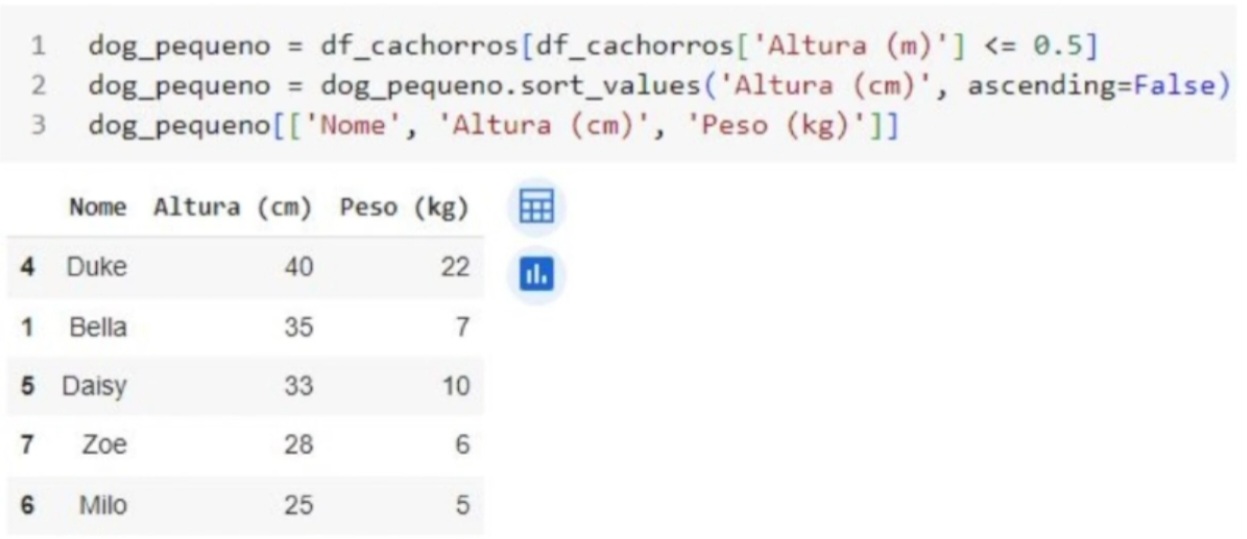 1 dog_pequeno = df_cachorros[df_cachorros['Altura (m)'] <= 0.5]
2 dog_pequeno = dog_pequeno.sort_values('Altura (cm)', ascending=False)
3 dog_pequeno[['Nome', 'Altura (cm)', 'Peso (kg)']]
Nome Altura (cm) Peso (kg)
4 Duke 40 22
1 Bella 35 7
5 Daisy 33 10
7 Zoe 28 6
6 Milo 25 5